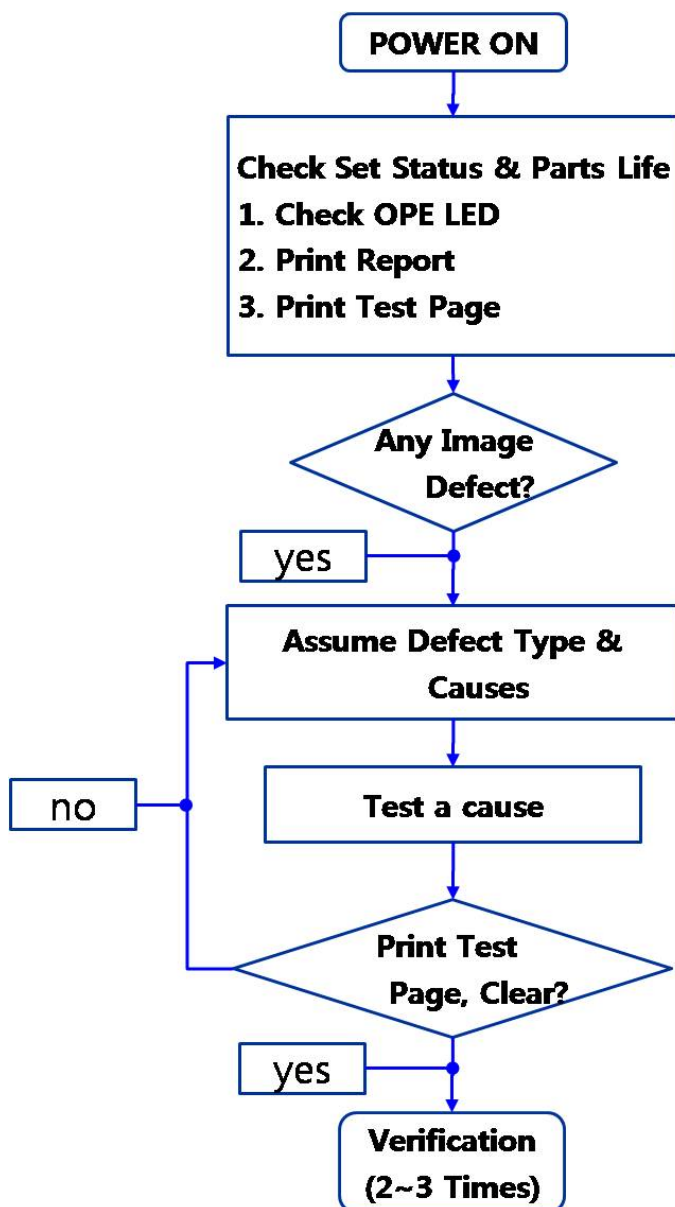 POWER ON
Check Set Status & Parts Life
1. Check OPE LED
2. Print Report
3. Print Test Page
Any Image
Defect?
yes
Assume Defect Type &
Causes
no
Test a cause
Print Test
Page, Clear?
yes
Verification
(2~3 Times)